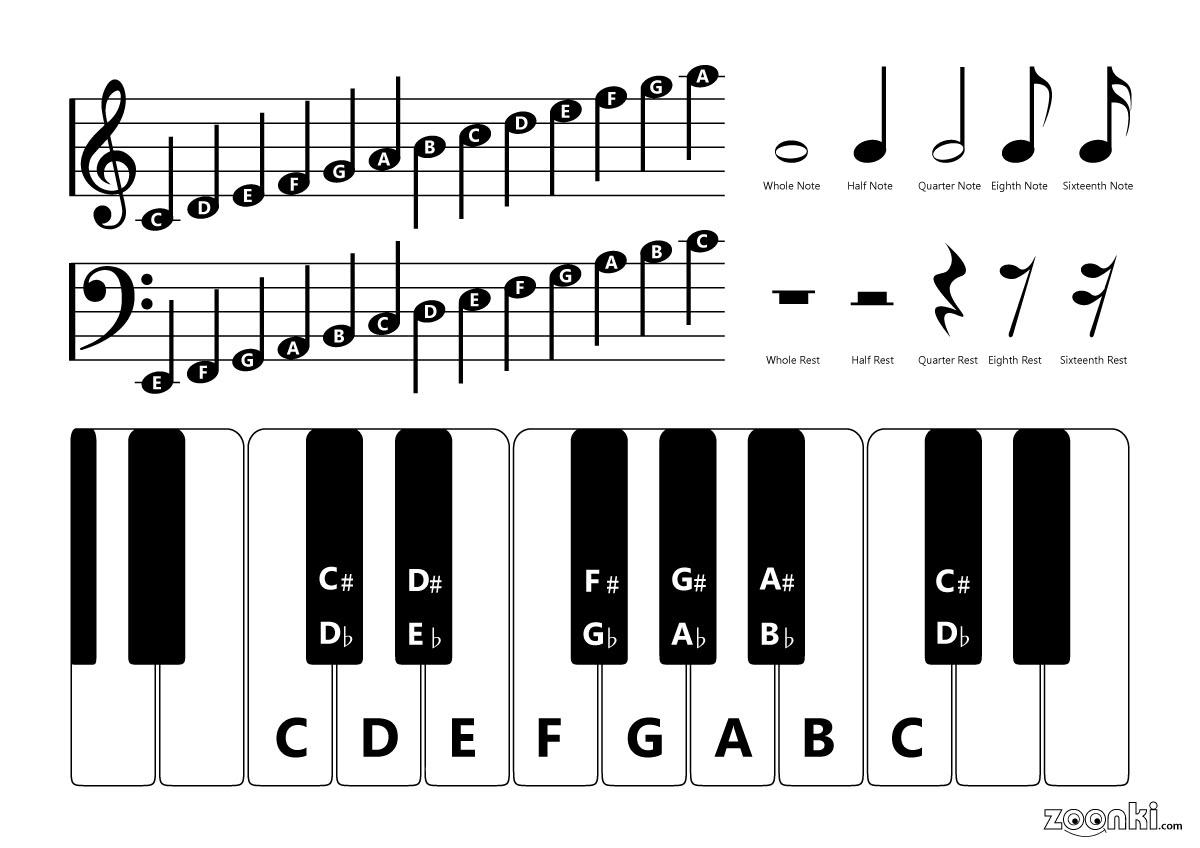 C D E F G A B C D E F G A
Whole Note Half Note Quarter Note Eighth Note Sixteenth Note
E F G A B C D E F G A B C
Whole Rest Half Rest Quarter Rest Eighth Rest Sixteenth Rest
C# D# F# G# A# C#
D♭ E♭ G♭ A♭ B♭ D♭
C D E F G A B C
zoonki.com